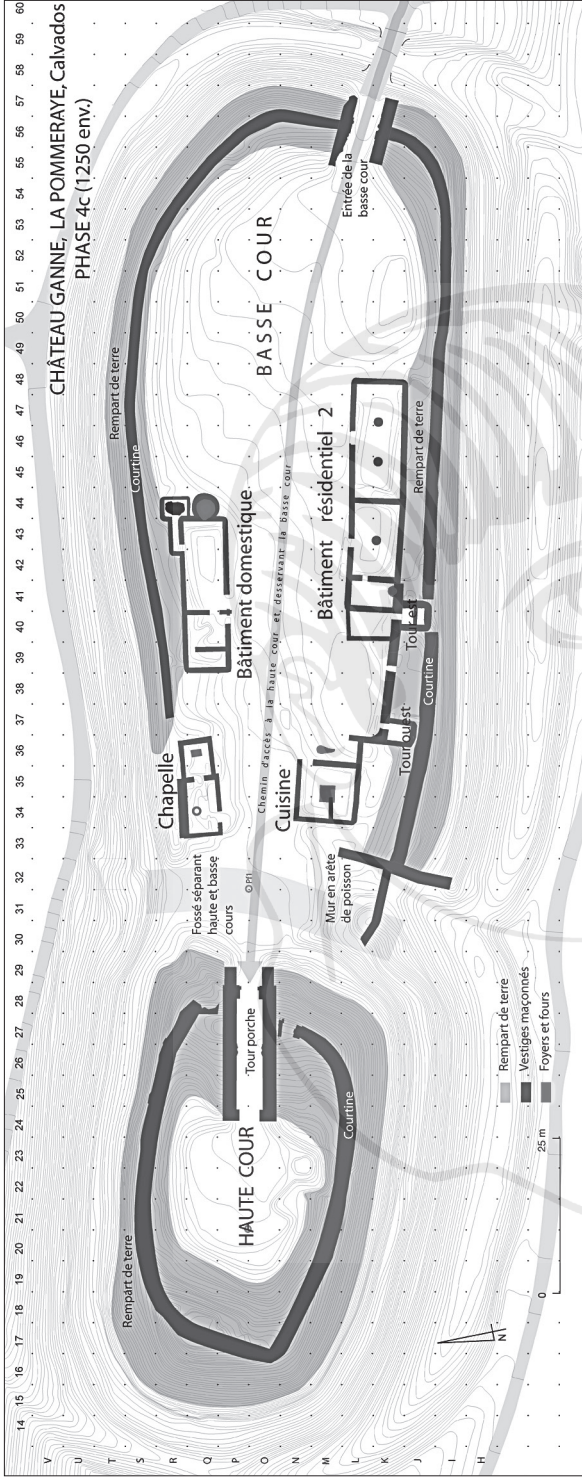 CHÂTEAU GANNE, LA POMMERAYE, Calvados
PHASE 4c (1250 env.)
14 15 16 17 18 19 20 21 22 23 24 25 26 27 28 29 30 31 32 33 34 35 36 37 38 39 40 41 42 43 44 45 46 47 48 49 50 51 52 53 54 55 56 57 58 59 60
V
U
T
S
R
Q
P
O
N
M
L
K
J
I
H
Rempart de terre
HAUTE COUR
Tour porche
Courtine
Fossé séparant
haute et basse
cours
PI1
Mur en arête
de poisson
Chapelle
Cuisine
Chemin d'accès à la haute cour et desservant la basse cour
Tour ouest
Courtine
Tour est
Bâtiment domestique
Bâtiment résidentiel 2
Rempart de terre
Courtine
Rempart de terre
BASSE COUR
Entrée de la
basse cour
N
0 25 m
Rempart de terre
Vestiges maçonnés
Foyers et fours